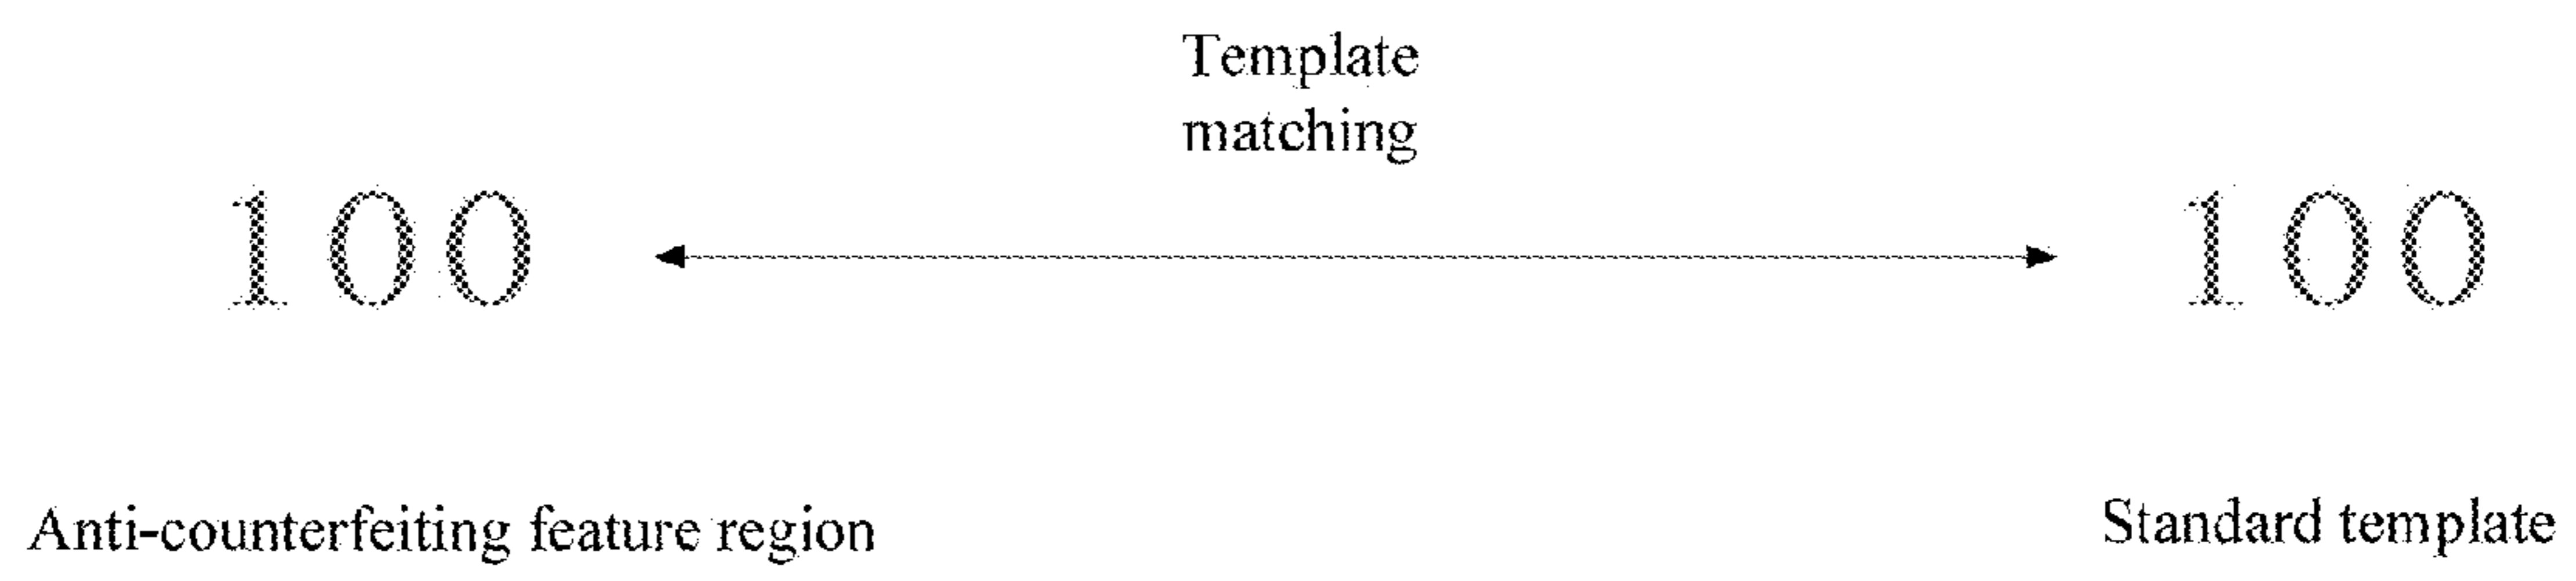 Template
matching
100
100
Anti-counterfeiting feature region
Standard template